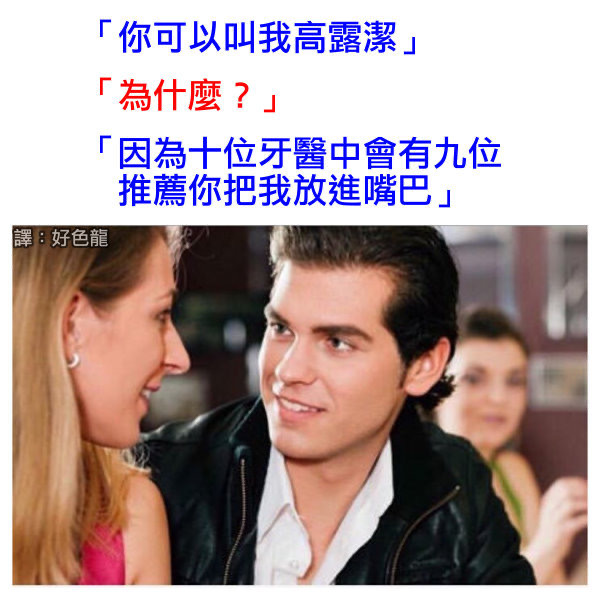 「你可以叫我高露潔」
「為什麼？」
「因為十位牙醫中會有九位
推薦你把我放進嘴巴」
譯：好色龍